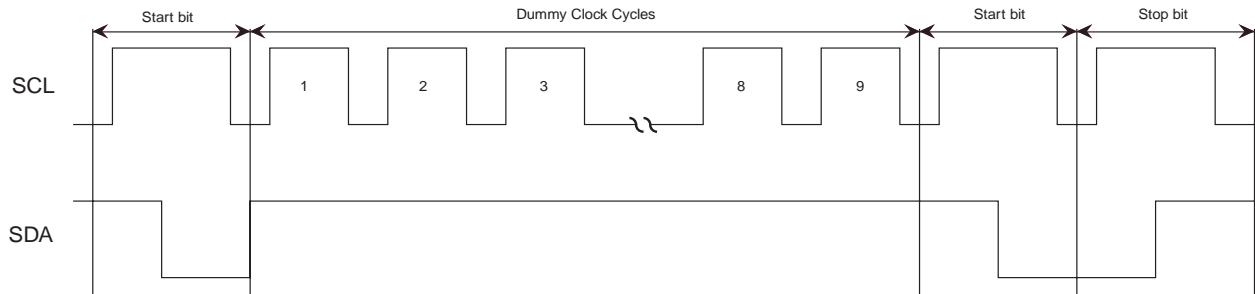 Start bit
Dummy Clock Cycles
Start bit
Stop bit
SCL
1
2
3
8
9
SDA